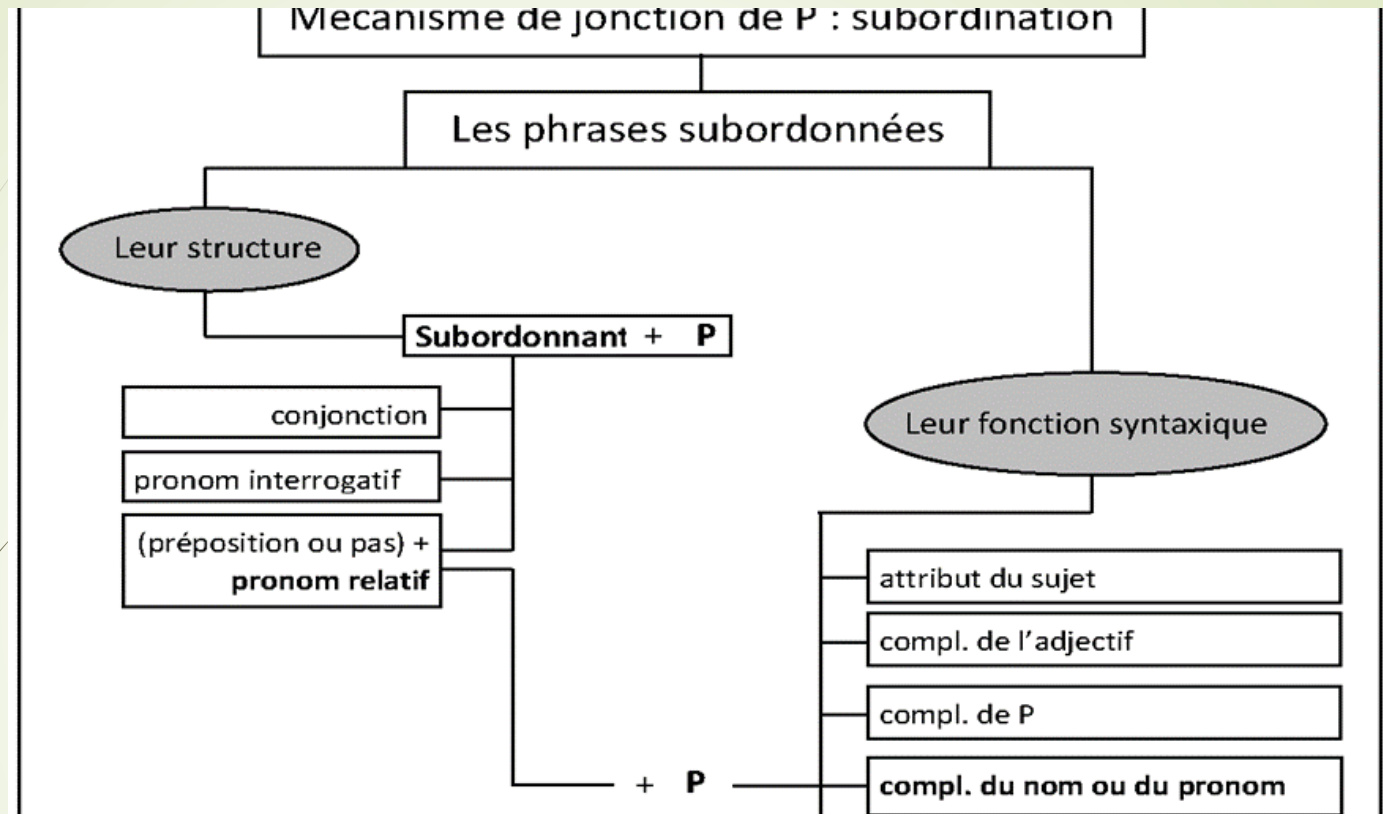 Mécanisme de jonction de P : subordination
Les phrases subordonnées
Leur structure
Subordonnant + P
conjonction
pronom interrogatif
(préposition ou pas) +
pronom relatif
Leur fonction syntaxique
attribut du sujet
compl. de l'adjectif
compl. de P
+ P
compl. du nom ou du pronom